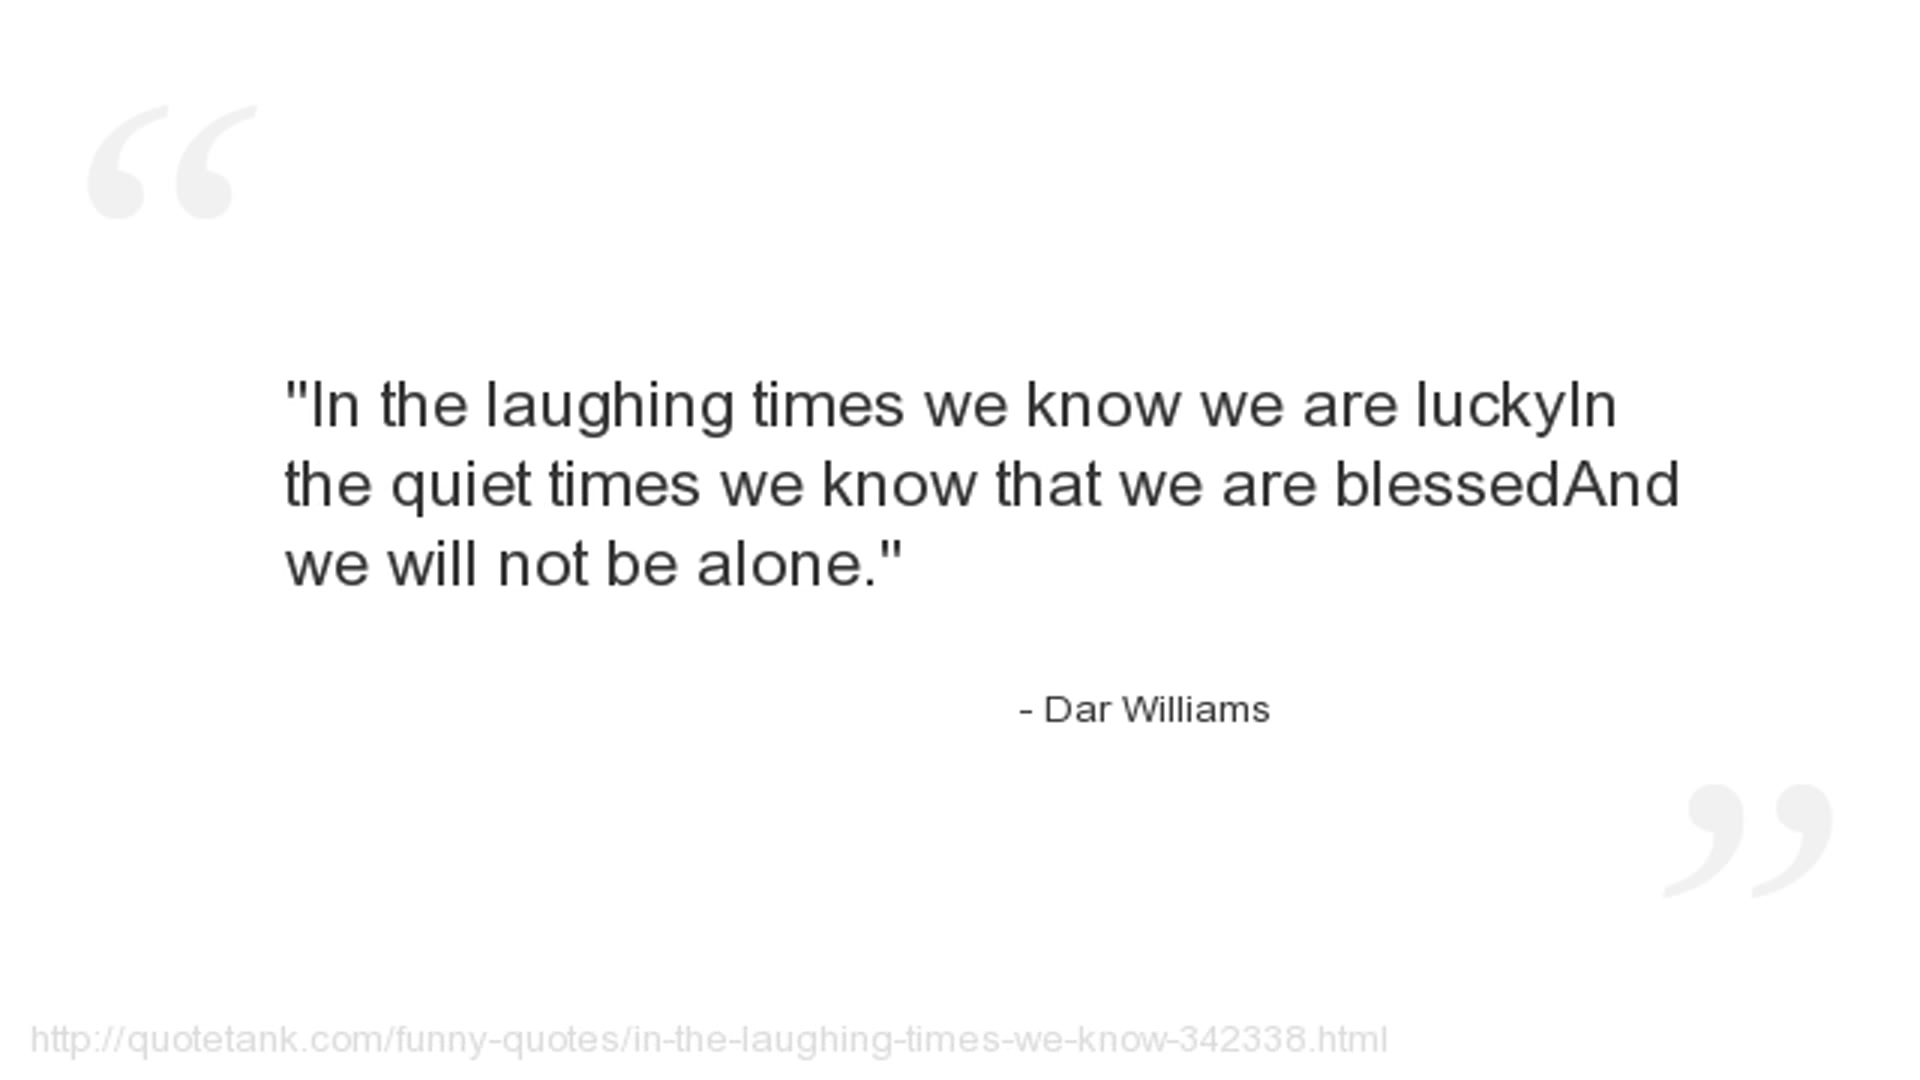 "In the laughing times we know we are luckyIn
the quiet times we know that we are blessedAnd
we will not be alone."
- Dar Williams
http://quotetank.com/funny-quotes/in-the-laughing-times-we-know-342338.html